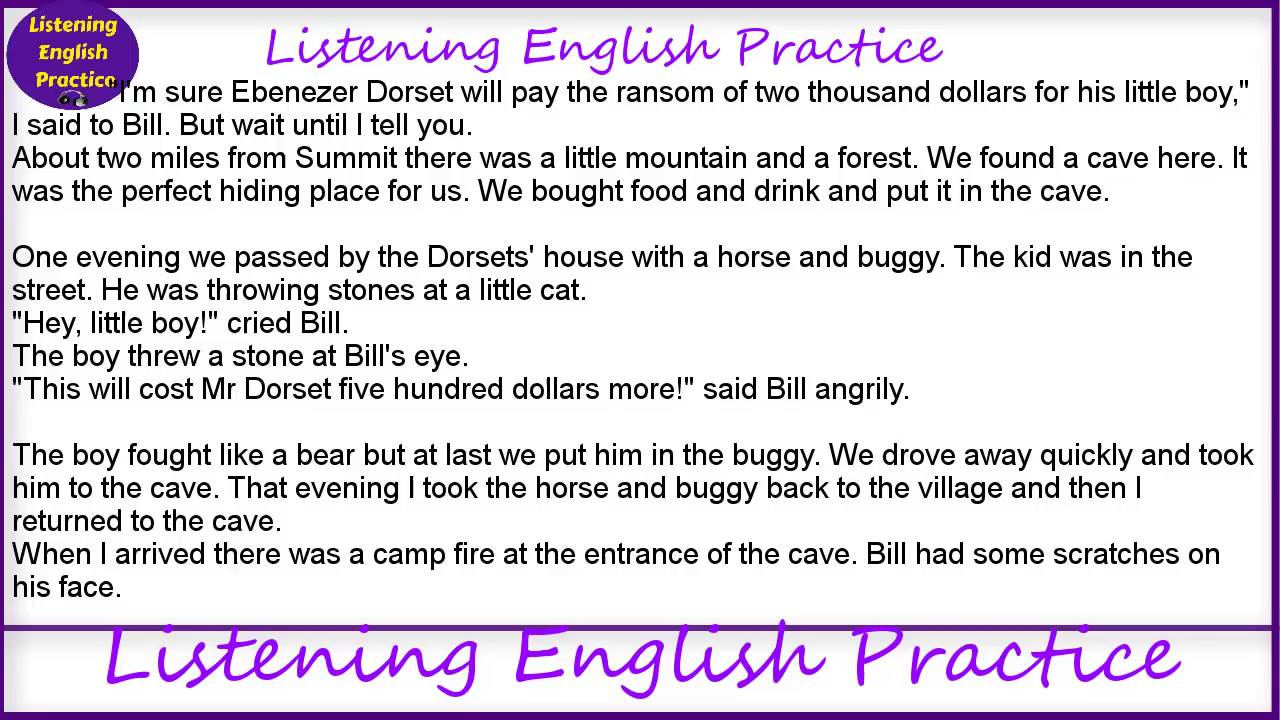 Listening
English
Practice
Listening English Practice
"I'm sure Ebenezer Dorset will pay the ransom of two thousand dollars for his little boy,"
I said to Bill. But wait until I tell you.
About two miles from Summit there was a little mountain and a forest. We found a cave here. It
was the perfect hiding place for us. We bought food and drink and put it in the cave.
One evening we passed by the Dorsets' house with a horse and buggy. The kid was in the
street. He was throwing stones at a little cat.
"Hey, little boy!" cried Bill.
The boy threw a stone at Bill's eye.
"This will cost Mr Dorset five hundred dollars more!" said Bill angrily.
The boy fought like a bear but at last we put him in the buggy. We drove away quickly and took
him to the cave. That evening I took the horse and buggy back to the village and then I
returned to the cave.
When I arrived there was a camp fire at the entrance of the cave. Bill had some scratches on
his face.
Listening English Practice